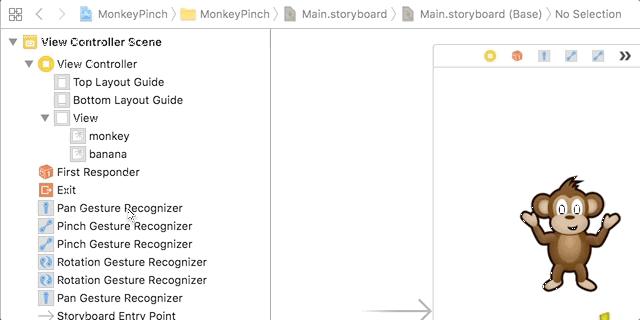 MonkeyPinch MonkeyPinch Main.storyboard Main.storyboard (Base) No Selection
View Controller Scene
View Controller
Top Layout Guide
Bottom Layout Guide
View
monkey
banana
First Responder
Exit
Pan Gesture Recognizer
Pinch Gesture Recognizer
Pinch Gesture Recognizer
Rotation Gesture Recognizer
Rotation Gesture Recognizer
Pan Gesture Recognizer
Storyboard Entry Point